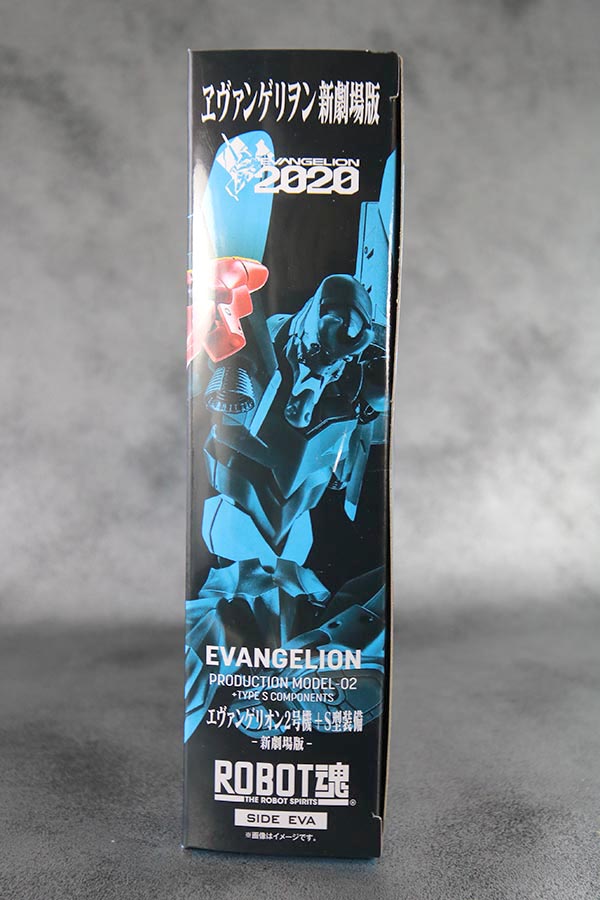 ヱヴァンゲリヲン新劇場版
EVANGELION
2020
EVANGELION
PRODUCTION MODEL-02
+TYPE S COMPONENTS
エヴァンゲリオン2号機+S型装備
-新劇場版-
ROBOT魂
THE ROBOT SPIRITS ®
SIDE EVA
※画像はイメージです。